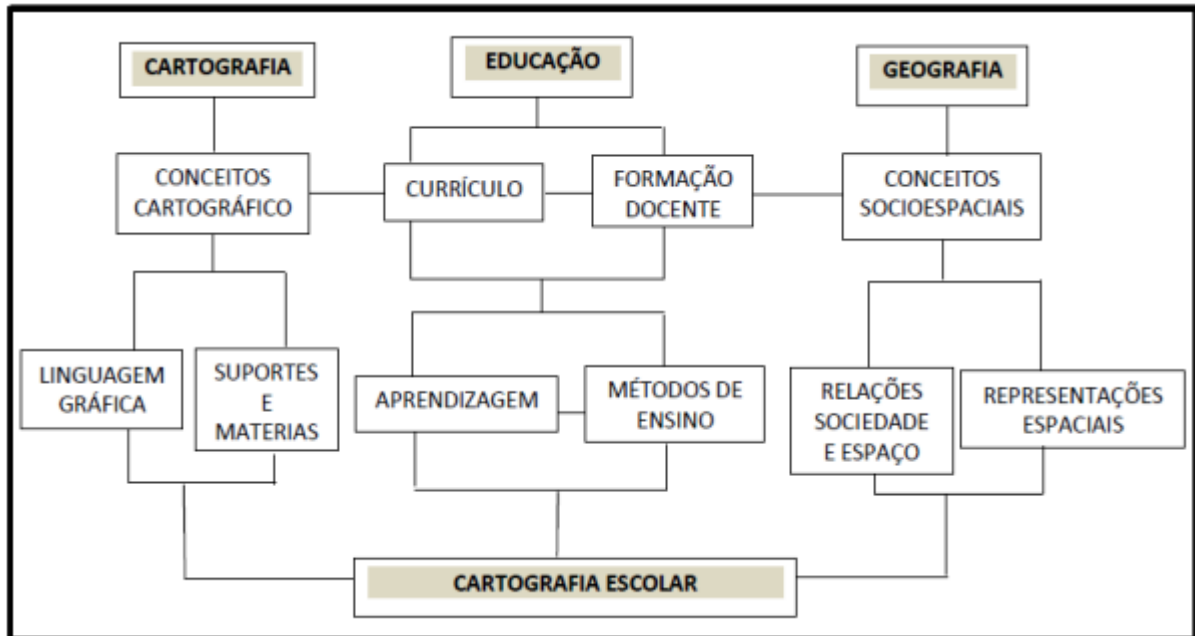 CARTOGRAFIA
EDUCAÇÃO
GEOGRAFIA
CONCEITOS
CARTOGRÁFICO
CURRÍCULO
FORMAÇÃO
DOCENTE
CONCEITOS
SOCIOESPACIAIS
LINGUAGEM
GRÁFICA
SUPORTES
E
MATERIAS
APRENDIZAGEM
MÉTODOS DE
ENSINO
RELAÇÕES
SOCIEDADE
E ESPAÇO
REPRESENTAÇÕES
ESPACIAIS
CARTOGRAFIA ESCOLAR